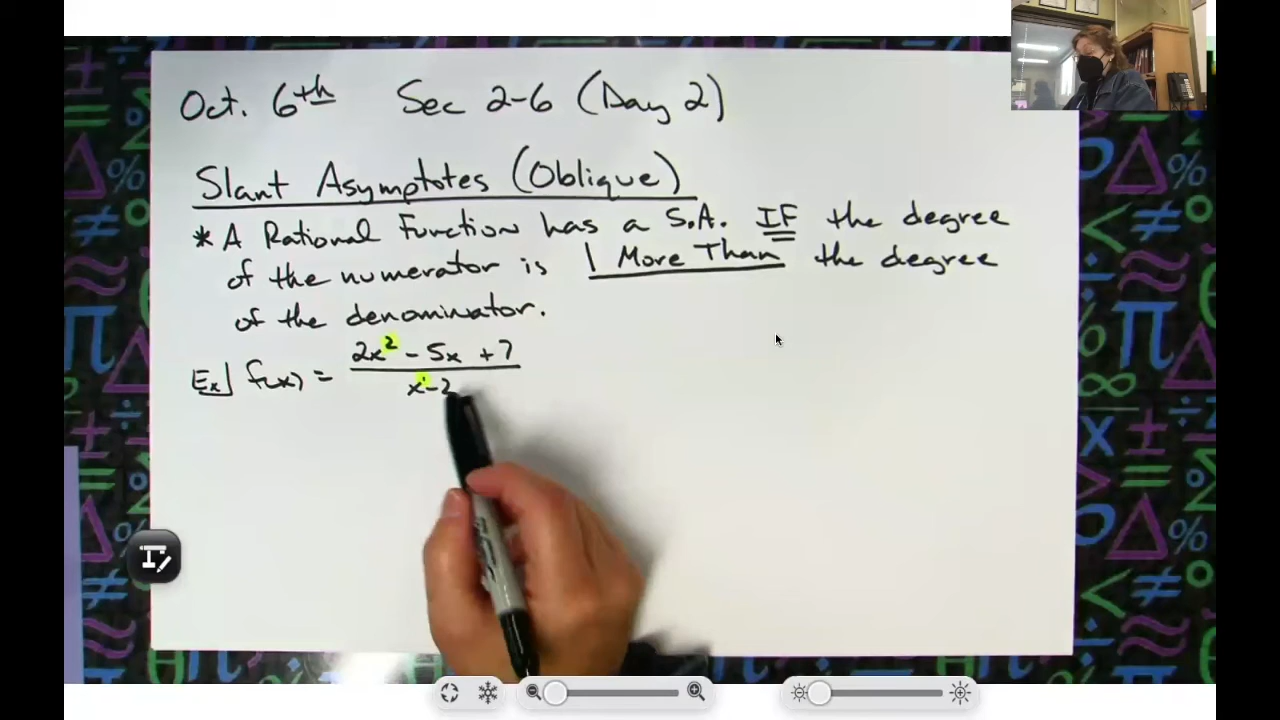 Oct. 6th Sec 2-6 (Day 2)
Slant Asymptotes (Oblique)
* A Rational Function has a S.A. IF the degree
of the numerator is 1 More Than the degree
of the denominator.
Ex] f(x) = (2x² - 5x + 7)/(x¹ - 2)